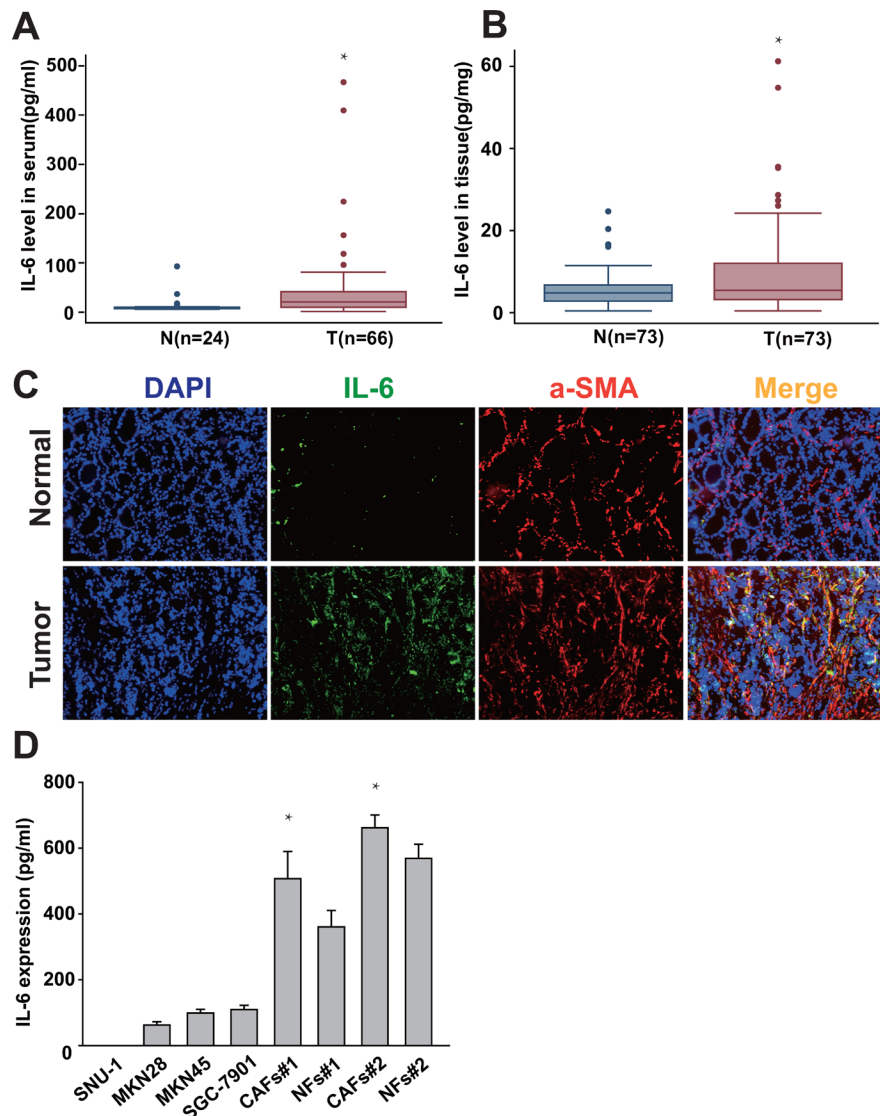 A
IL-6 level in serum(pg/ml)
500
400
300
200
100
0
*
N(n=24)
T(n=66)
B
IL-6 level in tissue(pg/mg)
60
40
20
0
*
N(n=73)
T(n=73)
C
DAPI
IL-6
a-SMA
Merge
Normal
Tumor
D
IL-6 expression (pg/ml)
800
600
400
200
0
*
*
SNU-1
MKN28
MKN45
SGC-7901
CAFs#1
NFs#1
CAFs#2
NFs#2